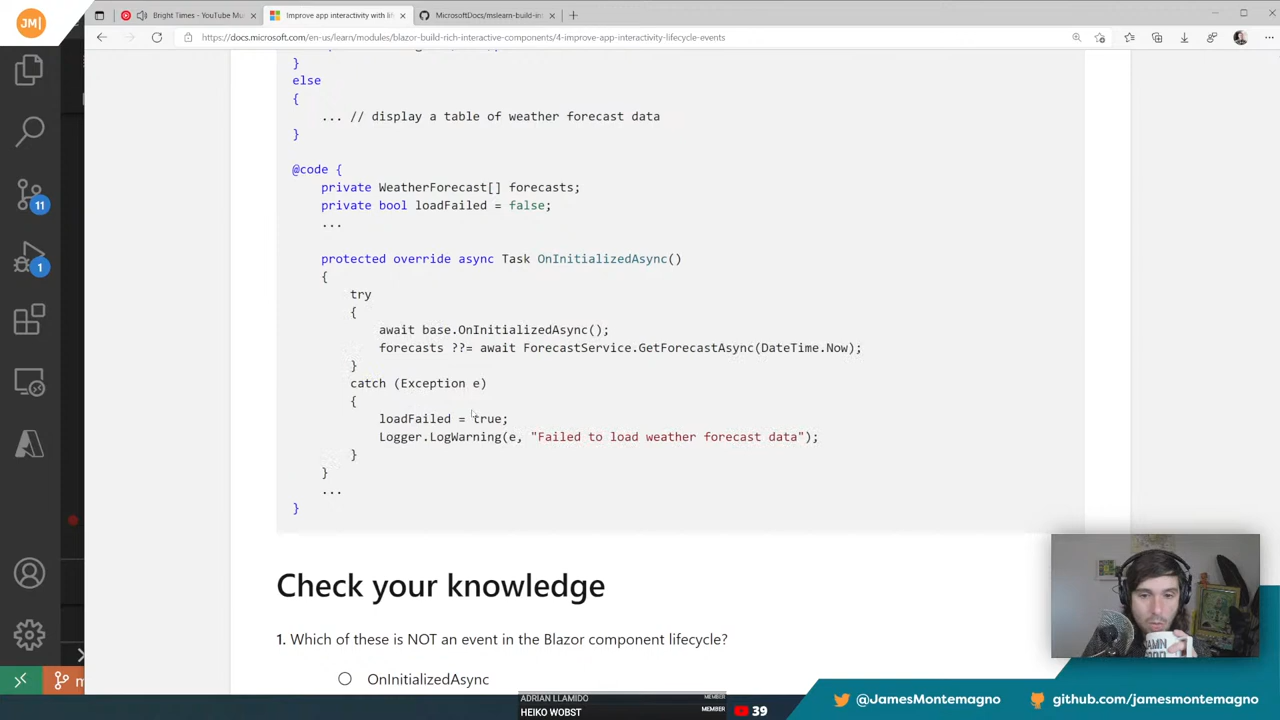 JM|
Bright Times - YouTube Mu
Improve app interactivity with li
MicrosoftDocs/mslearn-build-in
https://docs.microsoft.com/en-us/learn/modules/blazor-build-rich-interactive-components/4-improve-app-interactivity-lifecycle-events
}
else
{
... // display a table of weather forecast data
}
@code {
private WeatherForecast[] forecasts;
private bool loadFailed = false;
...
protected override async Task OnInitializedAsync()
{
try
{
await base.OnInitializedAsync();
forecasts ??= await ForecastService.GetForecastAsync(DateTime.Now);
}
catch (Exception e)
{
loadFailed = true;
Logger.LogWarning(e, "Failed to load weather forecast data");
}
}
...
}
11
1
Check your knowledge
1. Which of these is NOT an event in the Blazor component lifecycle?
OnInitializedAsync
m
ADRIAN LLAMIDO MEMBER
HEIKO WOBST MEMBER
39
@JamesMontemagno
github.com/jamesmontemagno